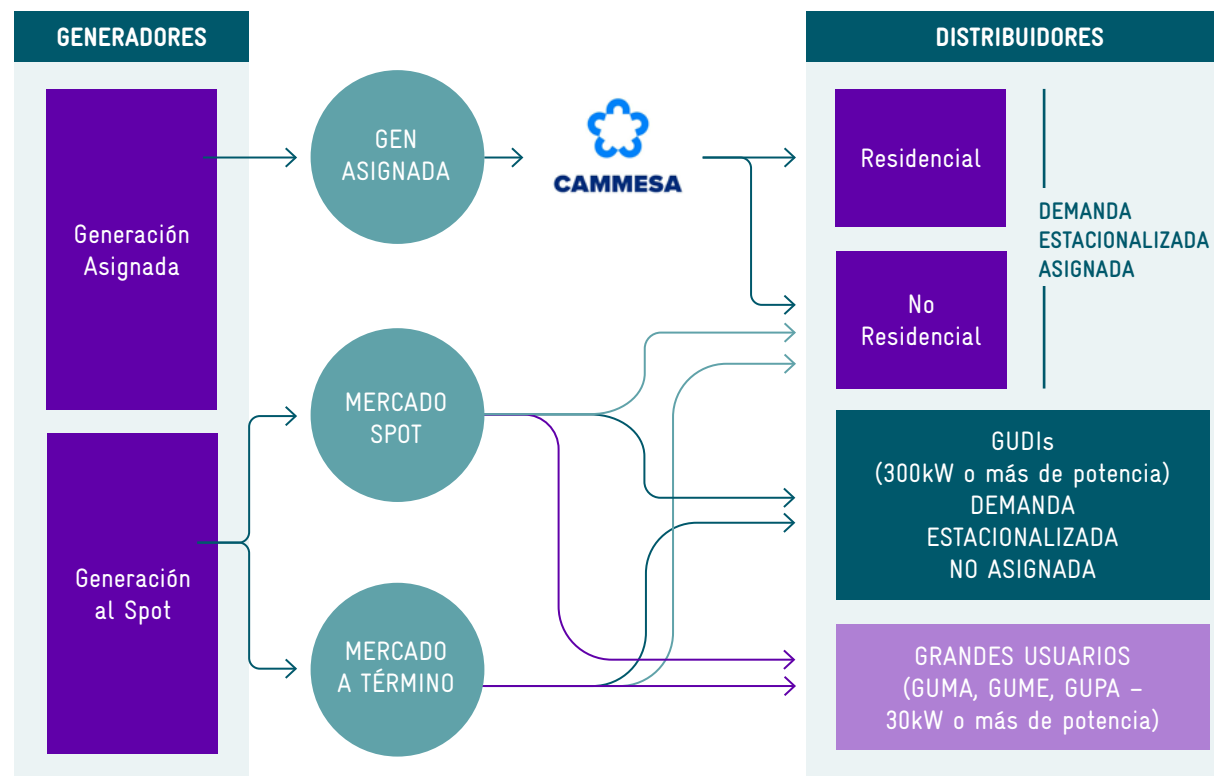 GENERADORES
Generación
Asignada
Generación
al Spot
GEN
ASIGNADA
CAMMESA
MERCADO
SPOT
MERCADO
A TÉRMINO
DISTRIBUIDORES
Residencial
No
Residencial
DEMANDA
ESTACIONALIZADA
ASIGNADA
GUDIs
(300kW o más de potencia)
DEMANDA
ESTACIONALIZADA
NO ASIGNADA
GRANDES USUARIOS
(GUMA, GUME, GUPA –
30kW o más de potencia)